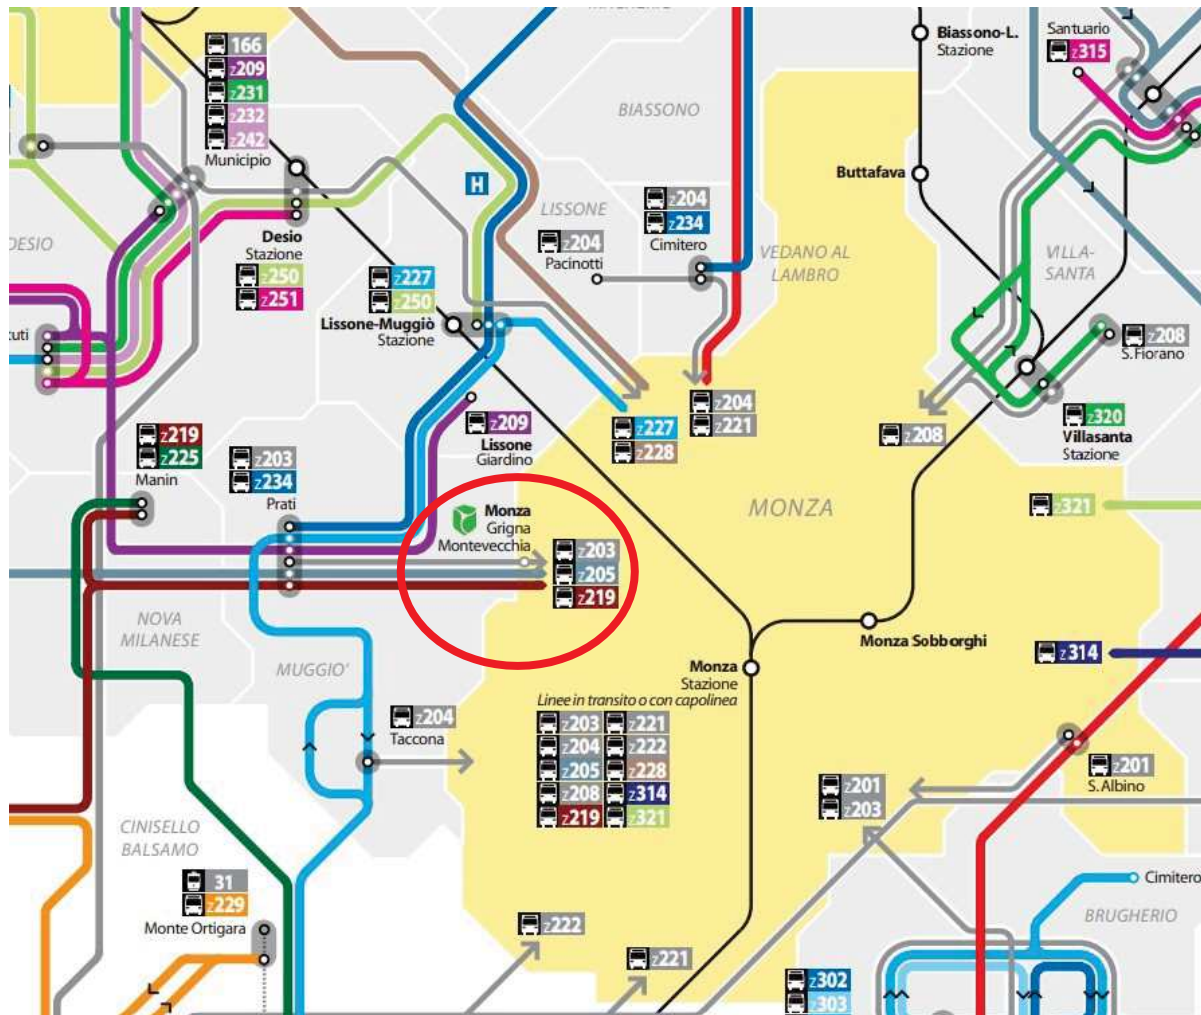 Biassono-L.
Stazione
Santuario
z315
166
z209
z231
z232
z242
Municipio
BIASSONO
Buttafava
H
LISSONE
z204
Pacinotti
z204
z234
Cimitero
VEDANO AL
LAMBRO
VILLA-
SANTA
DESIO
Desio
Stazione
z250
z251
z227
z250
Lissone-Muggiò
Stazione
z208
S.Fiorano
z204
z221
z227
z228
z208
z320
Villasanta
Stazione
z209
Lissone
Giardino
z219
z225
Manin
z203
z234
Prati
MONZA
z321
Monza
Grigna
Montevecchia
z203
z205
z219
NOVA
MILANESE
MUGGIO'
Monza Sobborghi
z314
Monza
Stazione
Linee in transito o con capolinea
z203 z221
z204 z222
z205 z228
z208 z314
z219 z321
z204
Taccona
z201
S.Albino
z201
z203
CINISELLO
BALSAMO
31
z229
Monte Ortigara
z222
z221
z302
z303
Cimitero
BRUGHERIO